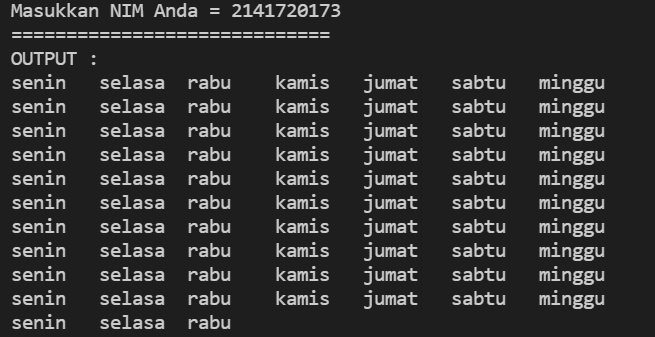 Masukkan NIM Anda = 2141720173
=============================
OUTPUT :
senin selasa rabu kamis jumat sabtu minggu
senin selasa rabu kamis jumat sabtu minggu
senin selasa rabu kamis jumat sabtu minggu
senin selasa rabu kamis jumat sabtu minggu
senin selasa rabu kamis jumat sabtu minggu
senin selasa rabu kamis jumat sabtu minggu
senin selasa rabu kamis jumat sabtu minggu
senin selasa rabu kamis jumat sabtu minggu
senin selasa rabu kamis jumat sabtu minggu
senin selasa rabu kamis jumat sabtu minggu
senin selasa rabu